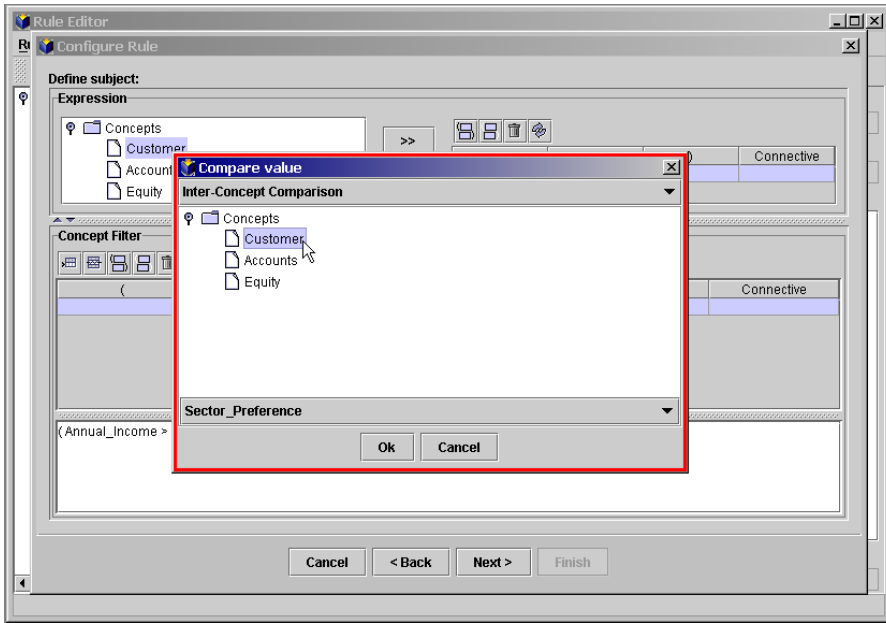 Rule Editor
Configure Rule
Define subject:
Expression
Concepts
Customer
Equity
>>
)
Connective
Compare value
Inter-Concept Comparison
Concepts
Customer
Accounts
Equity
Sector_Preference
Ok
Cancel
Concept Filter
(
Connective
( Annual_Income >
Cancel
< Back
Next >
Finish